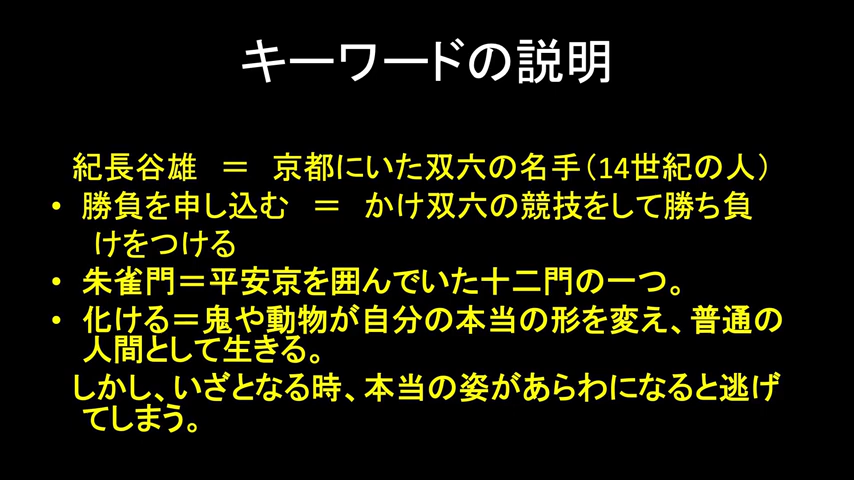 キーワードの説明
紀長谷雄　＝　京都にいた双六の名手（14世紀の人）
• 勝負を申し込む　＝　かけ双六の競技をして勝ち負
けをつける
• 朱雀門＝平安京を囲んでいた十二門の一つ。
• 化ける＝鬼や動物が自分の本当の形を変え、普通の
人間として生きる。
しかし、いざとなる時、本当の姿があらわになると逃げ
てしまう。